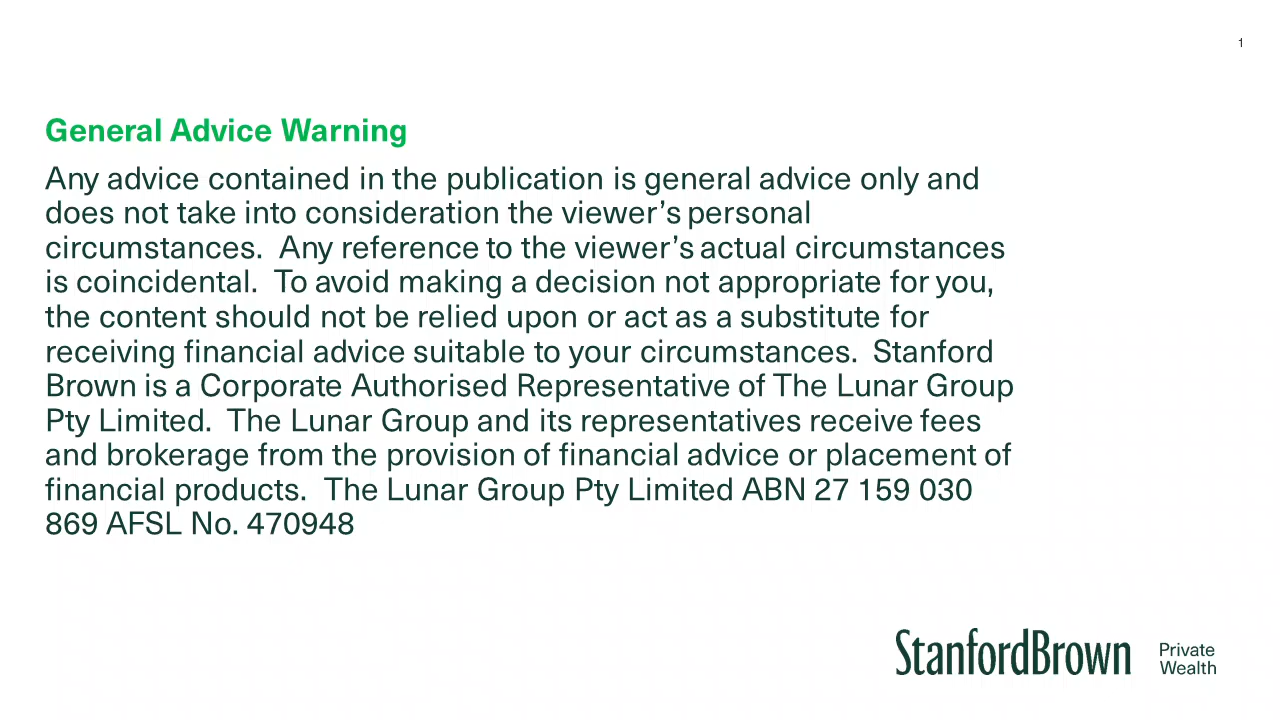 1
General Advice Warning
Any advice contained in the publication is general advice only and
does not take into consideration the viewer’s personal
circumstances.  Any reference to the viewer’s actual circumstances
is coincidental.  To avoid making a decision not appropriate for you,
the content should not be relied upon or act as a substitute for
receiving financial advice suitable to your circumstances.  Stanford
Brown is a Corporate Authorised Representative of The Lunar Group
Pty Limited.  The Lunar Group and its representatives receive fees
and brokerage from the provision of financial advice or placement of
financial products.  The Lunar Group Pty Limited ABN 27 159 030
869 AFSL No. 470948
StanfordBrown
Private
Wealth